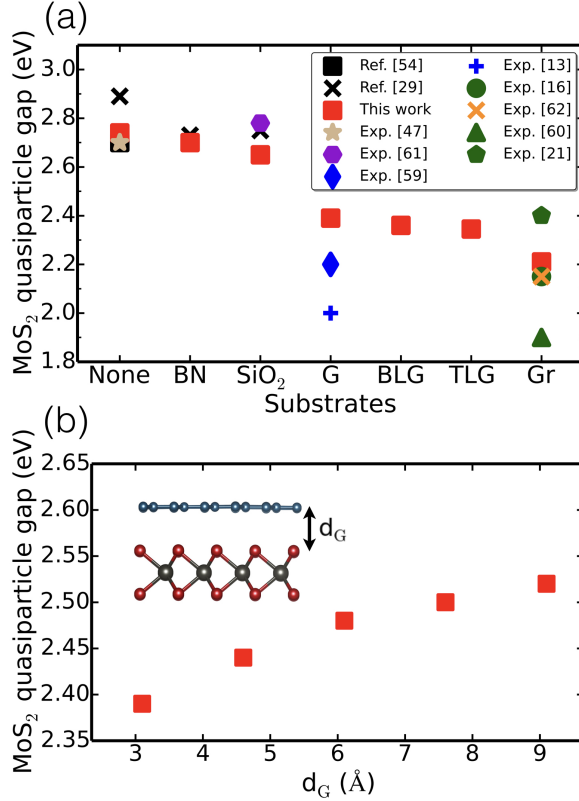 (a)
MoS₂ quasiparticle gap (eV)
3.0
2.8
2.6
2.4
2.2
2.0
1.8
Ref. [54]
Ref. [29]
This work
Exp. [47]
Exp. [61]
Exp. [59]
Exp. [13]
Exp. [16]
Exp. [62]
Exp. [60]
Exp. [21]
None BN SiO₂ G BLG TLG Gr
Substrates
(b)
MoS₂ quasiparticle gap (eV)
2.65
2.60
2.55
2.50
2.45
2.40
2.35
d_G
3 4 5 6 7 8 9
d_G (Å)